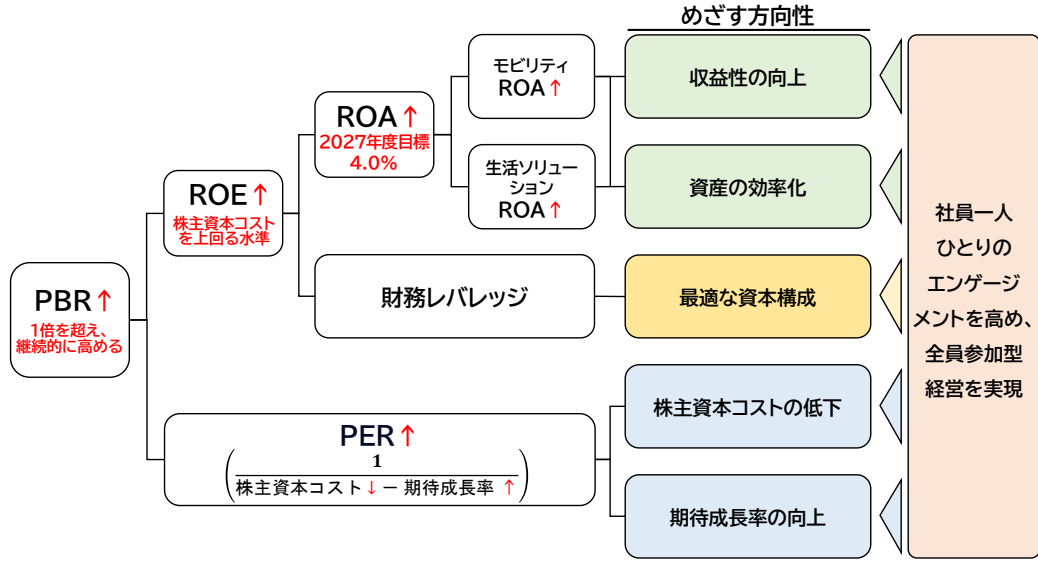 めざす方向性
PBR↑
1倍を超え、
継続的に高める
ROE↑
株主資本コスト
を上回る水準
ROA↑
2027年度目標
4.0%
モビリティ
ROA↑
生活ソリュー
ション
ROA↑
財務レバレッジ
PER↑
1
株主資本コスト↓ － 期待成長率 ↑
収益性の向上
資産の効率化
最適な資本構成
株主資本コストの低下
期待成長率の向上
社員一人
ひとりの
エンゲージ
メントを高め、
全員参加型
経営を実現